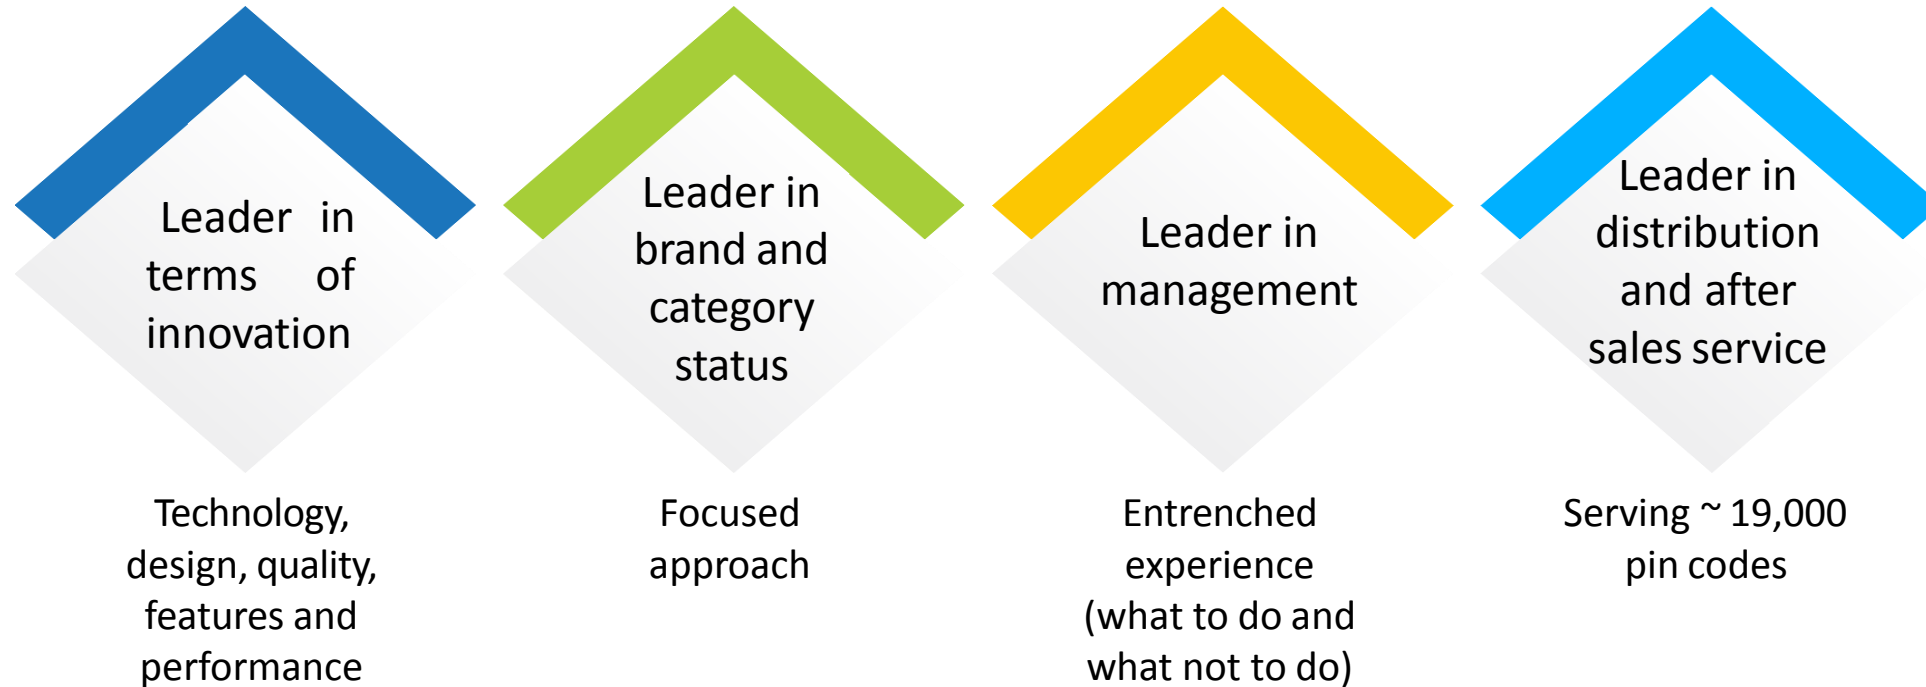 Leader in
terms of
innovation
Leader in
brand and
category
status
Leader in
management
Leader in
distribution
and after
sales service
Technology,
design, quality,
features and
performance
Focused
approach
Entrenched
experience
(what to do and
what not to do)
Serving ~ 19,000
pin codes